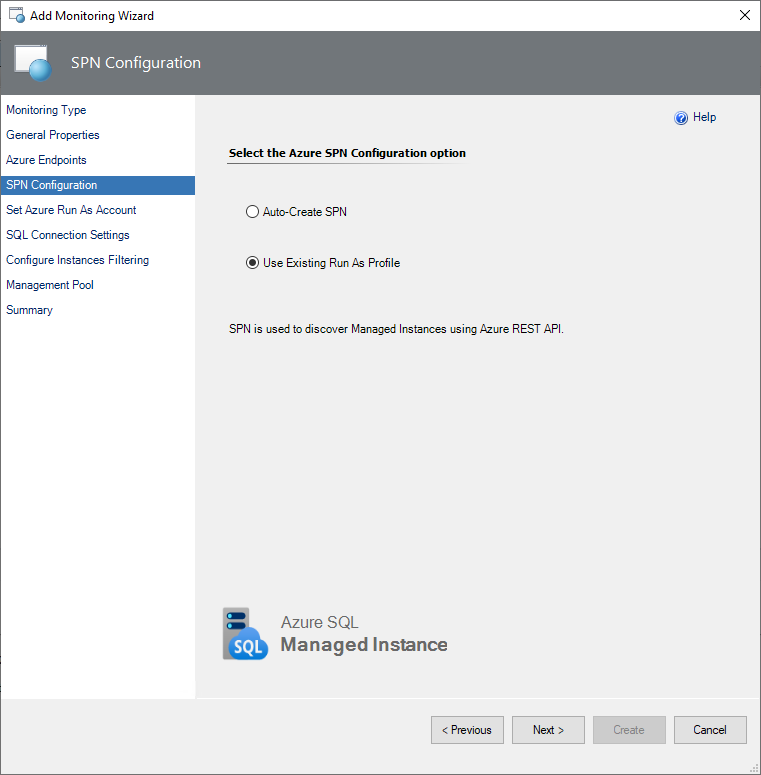 Add Monitoring Wizard
SPN Configuration
Monitoring Type
General Properties
Azure Endpoints
SPN Configuration
Set Azure Run As Account
SQL Connection Settings
Configure Instances Filtering
Management Pool
Summary
Help
Select the Azure SPN Configuration option
Auto-Create SPN
Use Existing Run As Profile
SPN is used to discover Managed Instances using Azure REST API.
SQL
Azure SQL
Managed Instance
< Previous
Next >
Create
Cancel